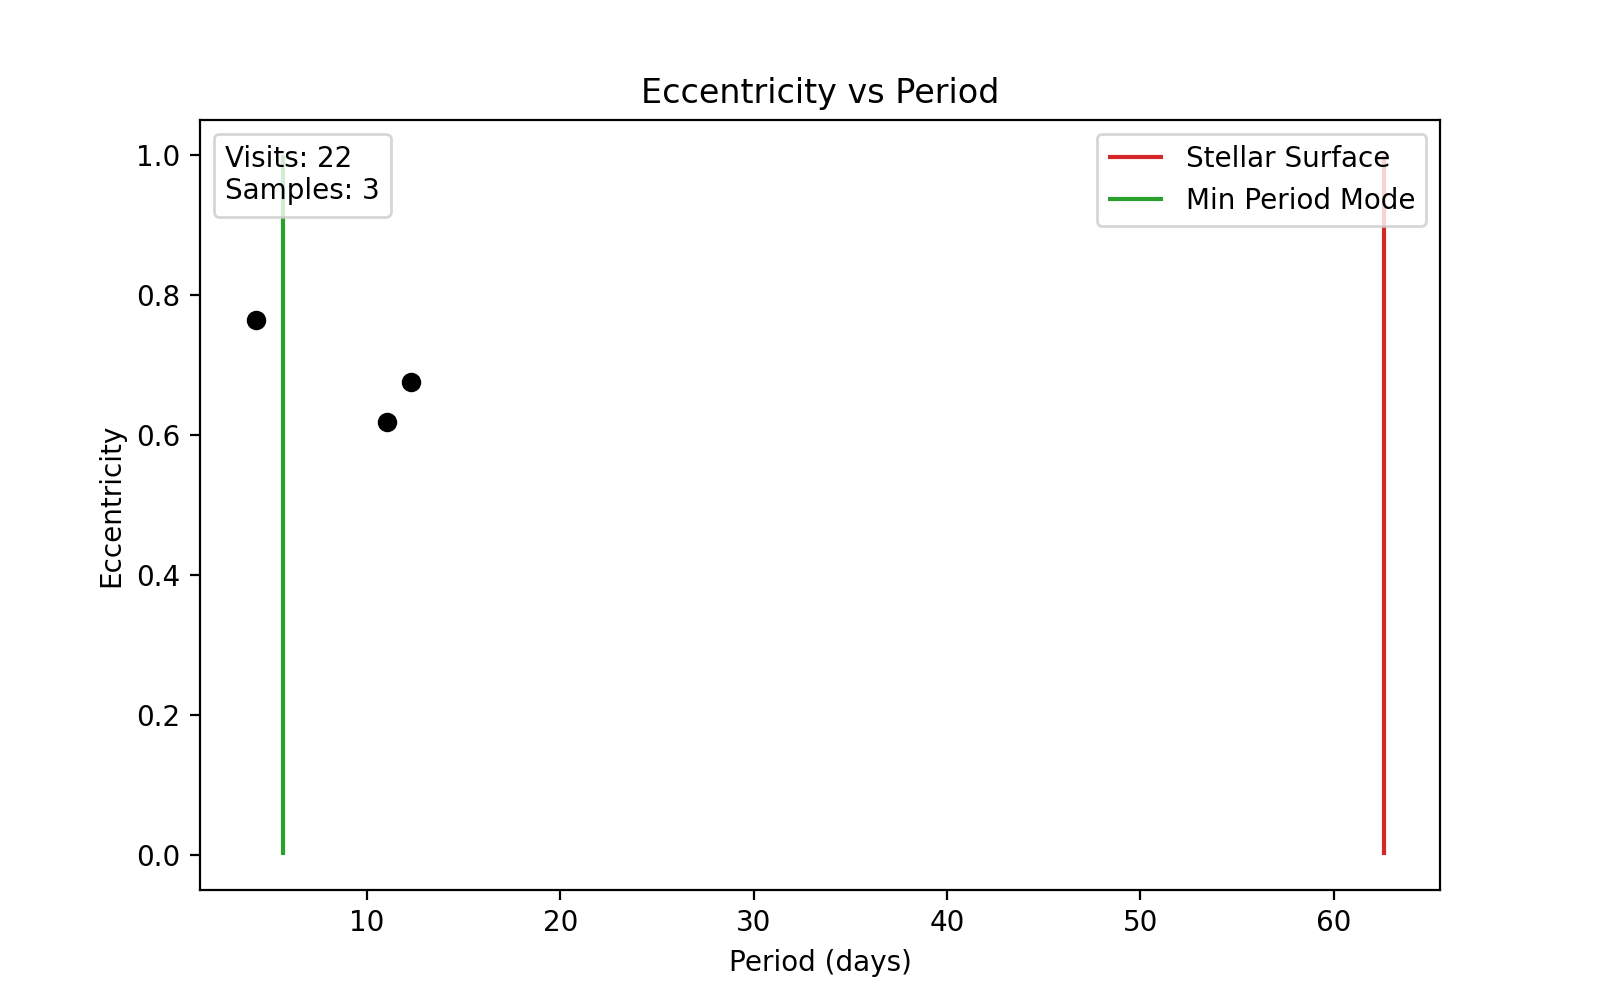 Eccentricity vs Period
Visits: 22
Samples: 3
Stellar Surface
Min Period Mode
1.0
0.8
0.6
0.4
0.2
0.0
Eccentricity
10 20 30 40 50 60
Period (days)